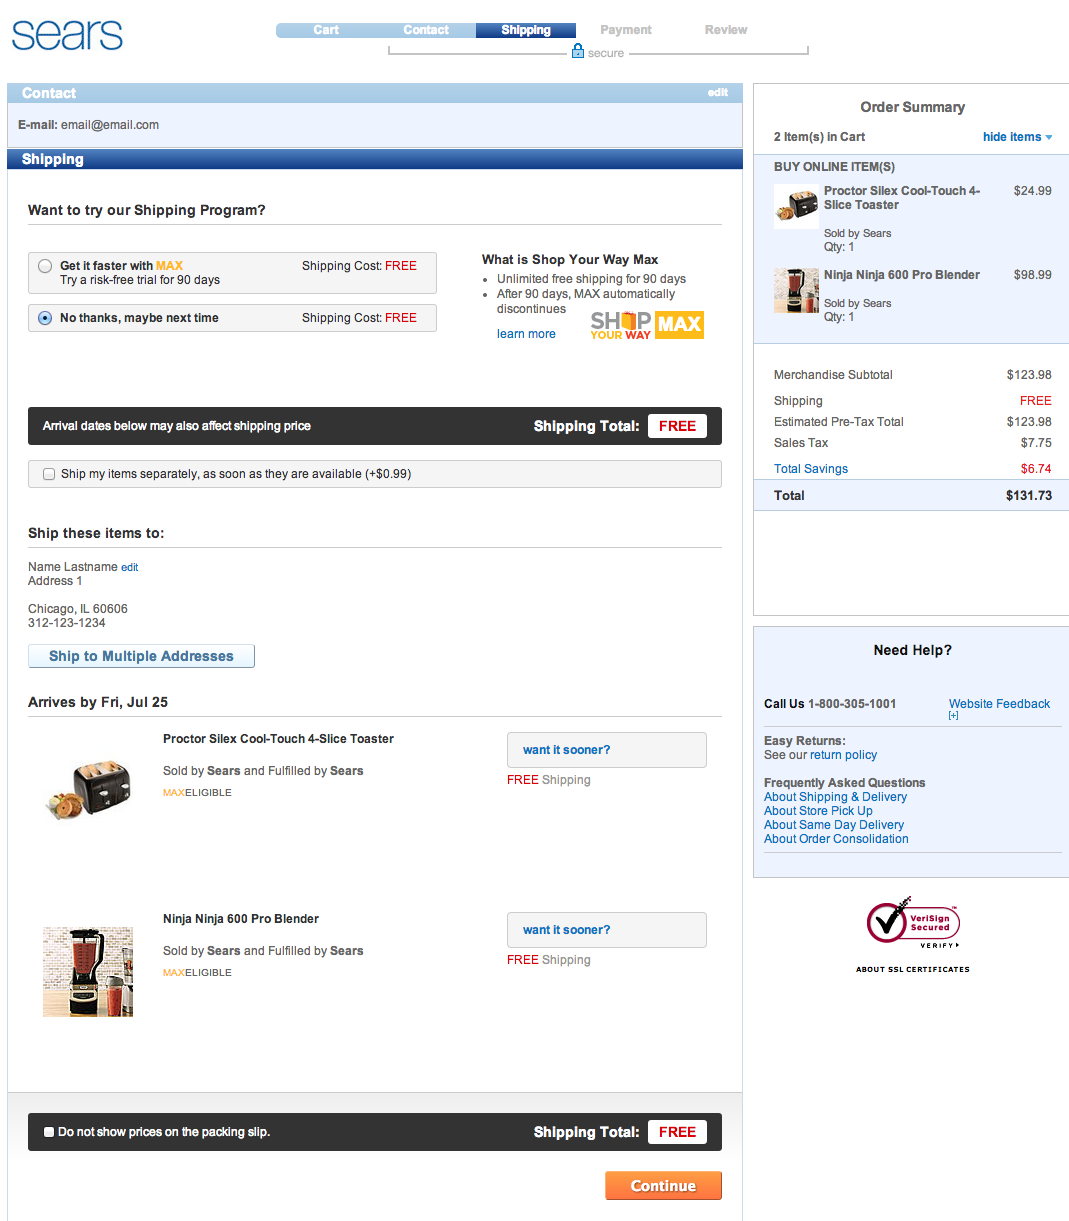 sears
Cart Contact Shipping Payment Review
secure
Contact edit
E-mail: email@email.com
Shipping
Want to try our Shipping Program?
Get it faster with MAX Shipping Cost: FREE
Try a risk-free trial for 90 days
No thanks, maybe next time Shipping Cost: FREE
What is Shop Your Way Max
• Unlimited free shipping for 90 days
• After 90 days, MAX automatically
discontinues
learn more
SHOP
YOUR WAY MAX
Arrival dates below may also affect shipping price Shipping Total: FREE
Ship my items separately, as soon as they are available (+$0.99)
Ship these items to:
Name Lastname edit
Address 1
Chicago, IL 60606
312-123-1234
Ship to Multiple Addresses
Arrives by Fri, Jul 25
Proctor Silex Cool-Touch 4-Slice Toaster
Sold by Sears and Fulfilled by Sears
MAXELIGIBLE
want it sooner?
FREE Shipping
Ninja Ninja 600 Pro Blender
Sold by Sears and Fulfilled by Sears
MAXELIGIBLE
want it sooner?
FREE Shipping
Do not show prices on the packing slip. Shipping Total: FREE
Continue
Order Summary
2 Item(s) in Cart hide items
BUY ONLINE ITEM(S)
Proctor Silex Cool-Touch 4- $24.99
Slice Toaster
Sold by Sears
Qty: 1
Ninja Ninja 600 Pro Blender $98.99
Sold by Sears
Qty: 1
Merchandise Subtotal $123.98
Shipping FREE
Estimated Pre-Tax Total $123.98
Sales Tax $7.75
Total Savings $6.74
Total $131.73
Need Help?
Call Us 1-800-305-1001 Website Feedback
[+]
Easy Returns:
See our return policy
Frequently Asked Questions
About Shipping & Delivery
About Store Pick Up
About Same Day Delivery
About Order Consolidation
VeriSign™
Secured
VERIFY
ABOUT SSL CERTIFICATES